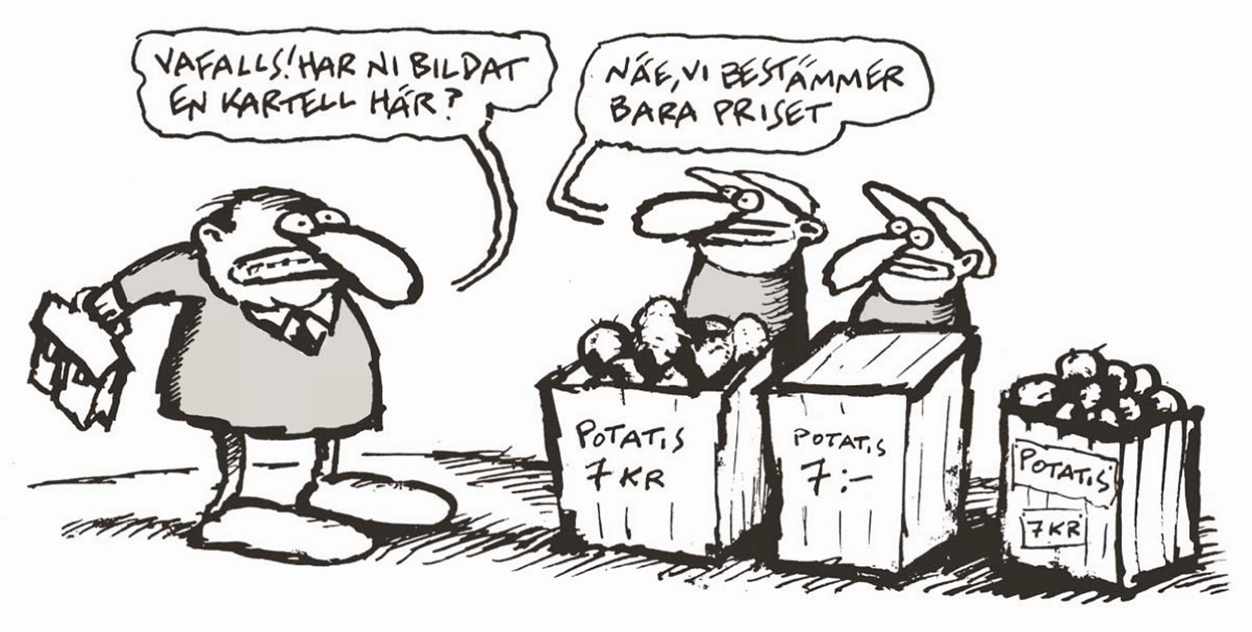 VAFALLS! HAR NI BILDAT
EN KARTELL HÄR?
NÄE, VI BESTÄMMER
BARA PRISET
POTATIS
7 KR
POTATIS
7:-
POTATIS
7 KR